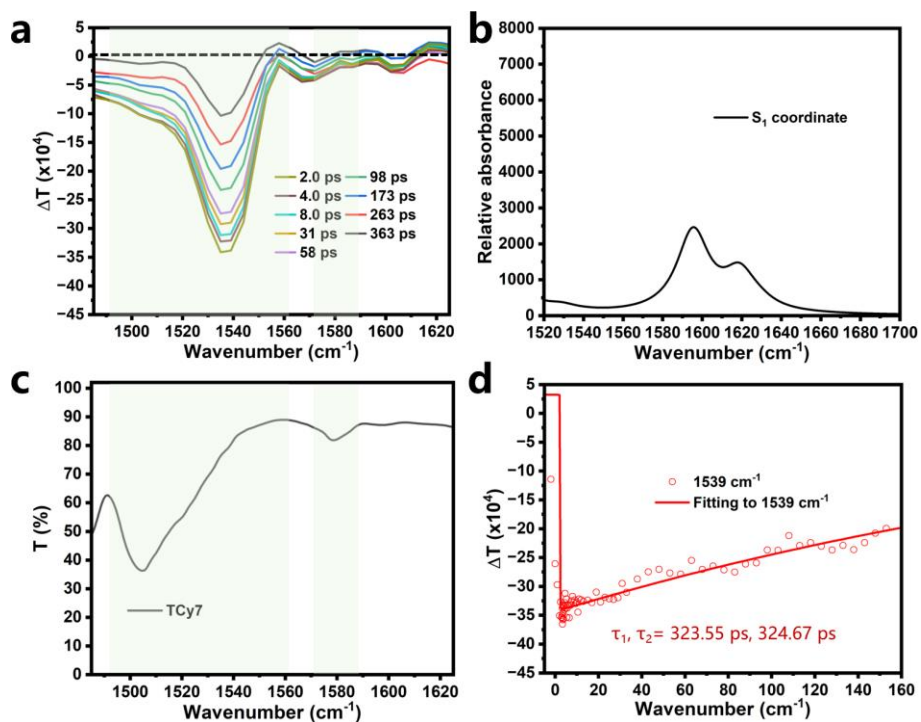 a
5
0
−5
−10
−15
−20
−25
−30
−35
−40
−45
ΔT (x10⁴)
2.0 ps
4.0 ps
8.0 ps
31 ps
58 ps
98 ps
173 ps
263 ps
363 ps
1500 1520 1540 1560 1580 1600 1620
Wavenumber (cm⁻¹)
b
8000
7000
6000
5000
4000
3000
2000
1000
0
Relative absorbance
S₁ coordinate
1520 1540 1560 1580 1600 1620 1640 1660 1680 1700
Wavenumber (cm⁻¹)
c
100
90
80
70
60
50
40
30
20
10
0
T (%)
TCy7
1500 1520 1540 1560 1580 1600 1620
Wavenumber (cm⁻¹)
d
5
0
−5
−10
−15
−20
−25
−30
−35
−40
−45
ΔT (x10⁴)
1539 cm⁻¹
Fitting to 1539 cm⁻¹
τ₁, τ₂= 323.55 ps, 324.67 ps
0 20 40 60 80 100 120 140 160
Wavenumber (cm⁻¹)